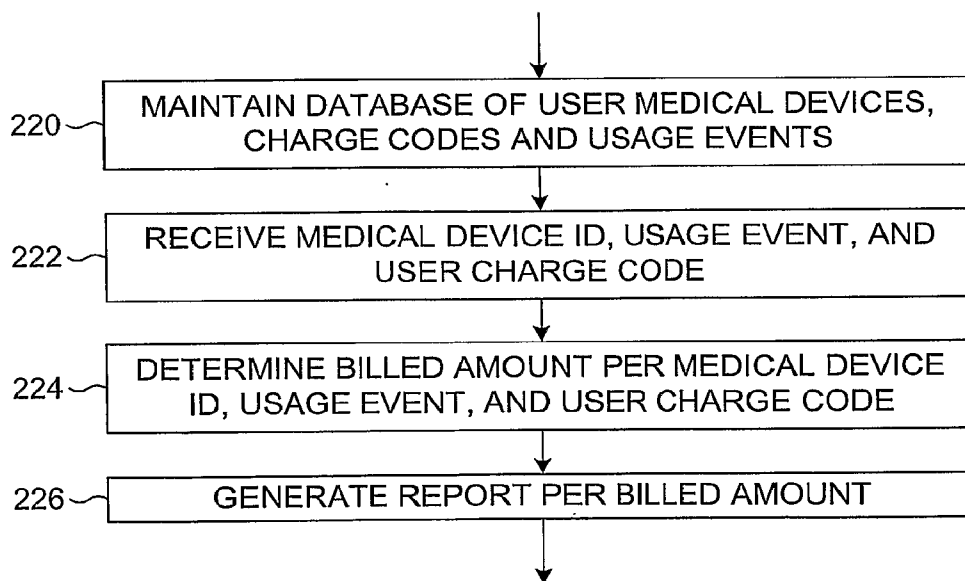 220
MAINTAIN DATABASE OF USER MEDICAL DEVICES,
CHARGE CODES AND USAGE EVENTS
222
RECEIVE MEDICAL DEVICE ID, USAGE EVENT, AND
USER CHARGE CODE
224
DETERMINE BILLED AMOUNT PER MEDICAL DEVICE
ID, USAGE EVENT, AND USER CHARGE CODE
226
GENERATE REPORT PER BILLED AMOUNT